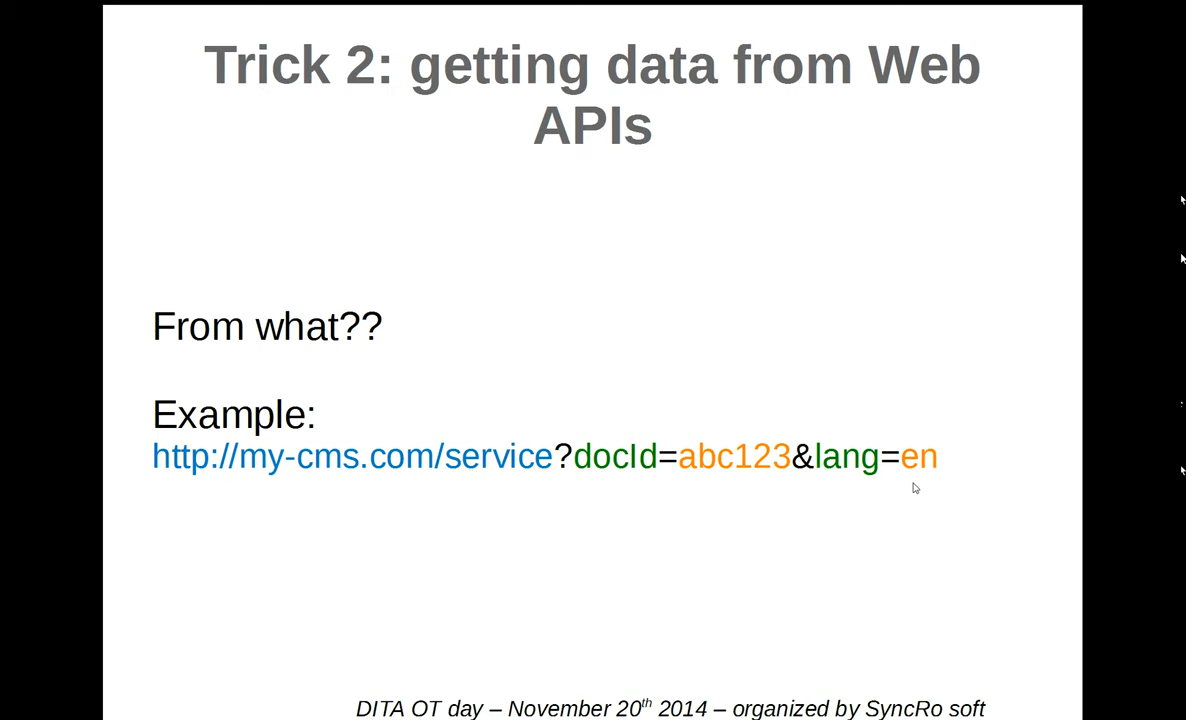 Trick 2: getting data from Web
APIs
From what??
Example:
http://my-cms.com/service?docId=abc123&lang=en
DITA OT day – November 20th 2014 – organized by SyncRo soft